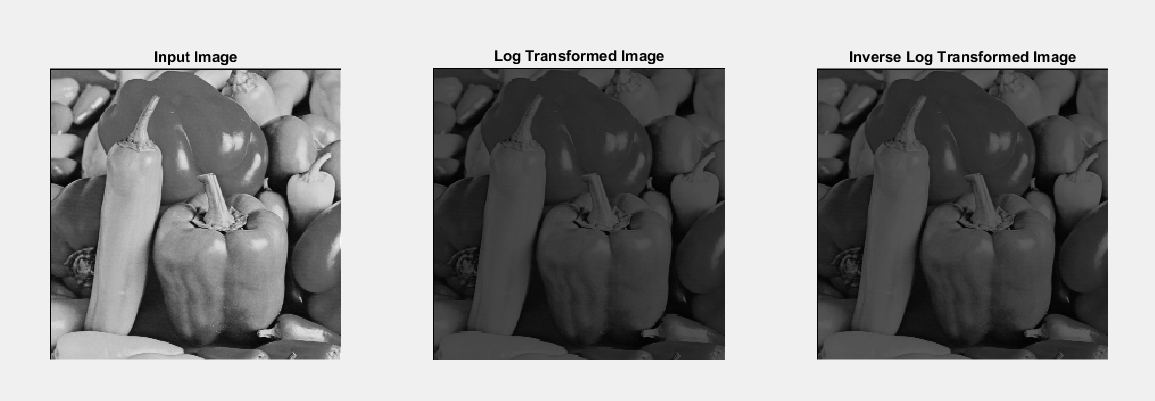 Input Image
Log Transformed Image
Inverse Log Transformed Image